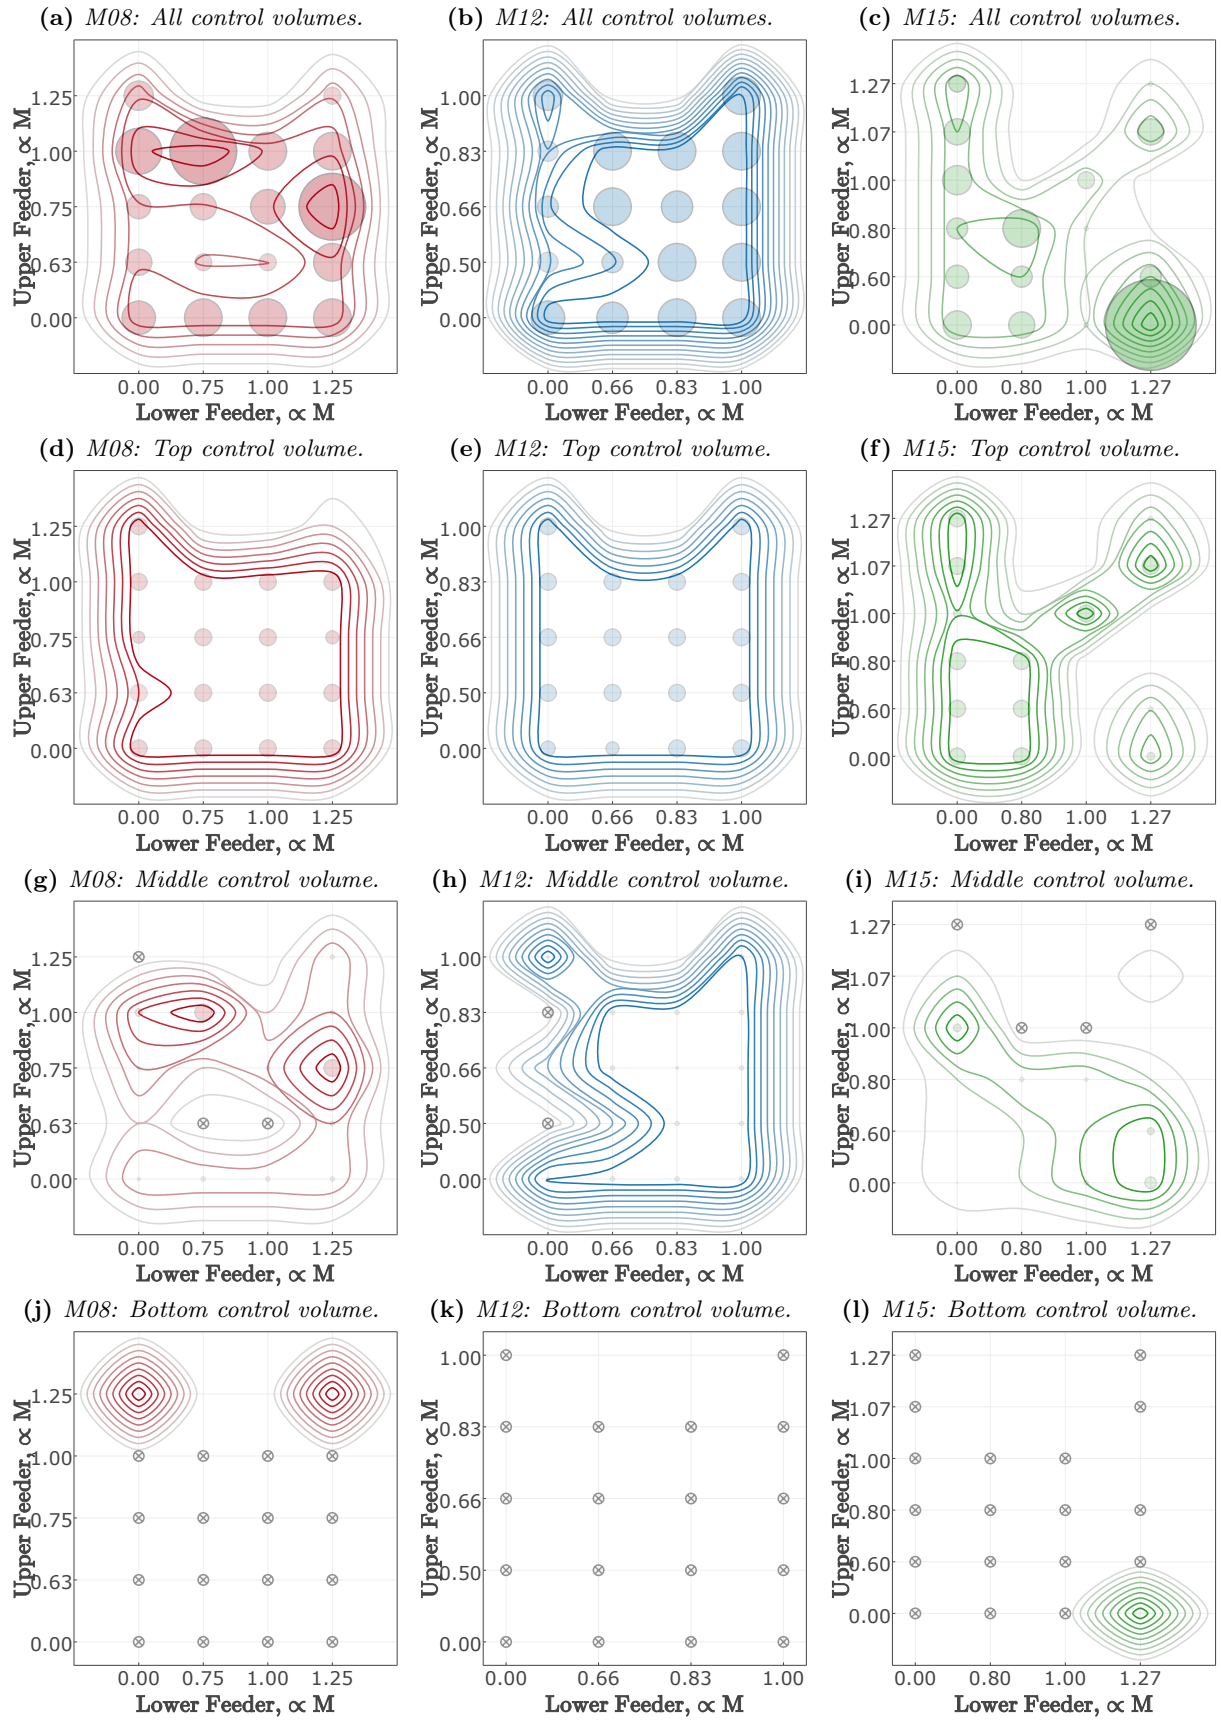 (a) M08: All control volumes.
(b) M12: All control volumes.
(c) M15: All control volumes.
Upper Feeder, ∝ M
1.25
1.00
0.75
0.63
0.00
0.00 0.75 1.00 1.25
Lower Feeder, ∝ M
Upper Feeder, ∝ M
1.00
0.83
0.66
0.50
0.00
0.00 0.66 0.83 1.00
Lower Feeder, ∝ M
Upper Feeder, ∝ M
1.27
1.07
1.00
0.80
0.60
0.00
0.00 0.80 1.00 1.27
Lower Feeder, ∝ M
(d) M08: Top control volume.
(e) M12: Top control volume.
(f) M15: Top control volume.
Upper Feeder, ∝ M
1.25
1.00
0.75
0.63
0.00
0.00 0.75 1.00 1.25
Lower Feeder, ∝ M
Upper Feeder, ∝ M
1.00
0.83
0.66
0.50
0.00
0.00 0.66 0.83 1.00
Lower Feeder, ∝ M
Upper Feeder, ∝ M
1.27
1.07
1.00
0.80
0.60
0.00
0.00 0.80 1.00 1.27
Lower Feeder, ∝ M
(g) M08: Middle control volume.
(h) M12: Middle control volume.
(i) M15: Middle control volume.
Upper Feeder, ∝ M
1.25
1.00
0.75
0.63
0.00
0.00 0.75 1.00 1.25
Lower Feeder, ∝ M
Upper Feeder, ∝ M
1.00
0.83
0.66
0.50
0.00
0.00 0.66 0.83 1.00
Lower Feeder, ∝ M
Upper Feeder, ∝ M
1.27
1.07
1.00
0.80
0.60
0.00
0.00 0.80 1.00 1.27
Lower Feeder, ∝ M
(j) M08: Bottom control volume.
(k) M12: Bottom control volume.
(l) M15: Bottom control volume.
Upper Feeder, ∝ M
1.25
1.00
0.75
0.63
0.00
0.00 0.75 1.00 1.25
Lower Feeder, ∝ M
Upper Feeder, ∝ M
1.00
0.83
0.66
0.50
0.00
0.00 0.66 0.83 1.00
Lower Feeder, ∝ M
Upper Feeder, ∝ M
1.27
1.07
1.00
0.80
0.60
0.00
0.00 0.80 1.00 1.27
Lower Feeder, ∝ M